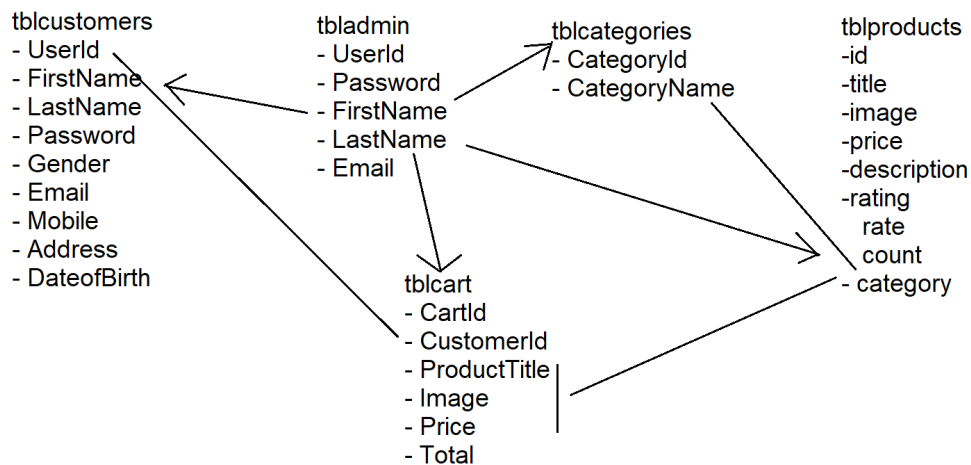 tblcustomers
- UserId
- FirstName
- LastName
- Password
- Gender
- Email
- Mobile
- Address
- DateofBirth
tbladmin
- UserId
- Password
- FirstName
- LastName
- Email
tblcategories
- CategoryId
- CategoryName
tblproducts
-id
-title
-image
-price
-description
-rating
rate
count
- category
tblcart
- CartId
- CustomerId
- ProductTitle
- Image
- Price
- Total